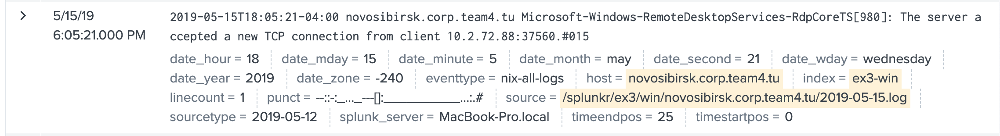 5/15/19
6:05:21.000 PM
2019-05-15T18:05:21-04:00 novosibirsk.corp.team4.tu Microsoft-Windows-RemoteDesktopServices-RdpCoreTS[980]: The server a
ccepted a new TCP connection from client 10.2.72.88:37560.#015
date_hour = 18 date_mday = 15 date_minute = 5 date_month = may date_second = 21 date_wday = wednesday
date_year = 2019 date_zone = -240 eventtype = nix-all-logs host = novosibirsk.corp.team4.tu index = ex3-win
linecount = 1 punct = --::-:_..._---[]:____________...:.# source = /splunkr/ex3/win/novosibirsk.corp.team4.tu/2019-05-15.log
sourcetype = 2019-05-12 splunk_server = MacBook-Pro.local timeendpos = 25 timestartpos = 0